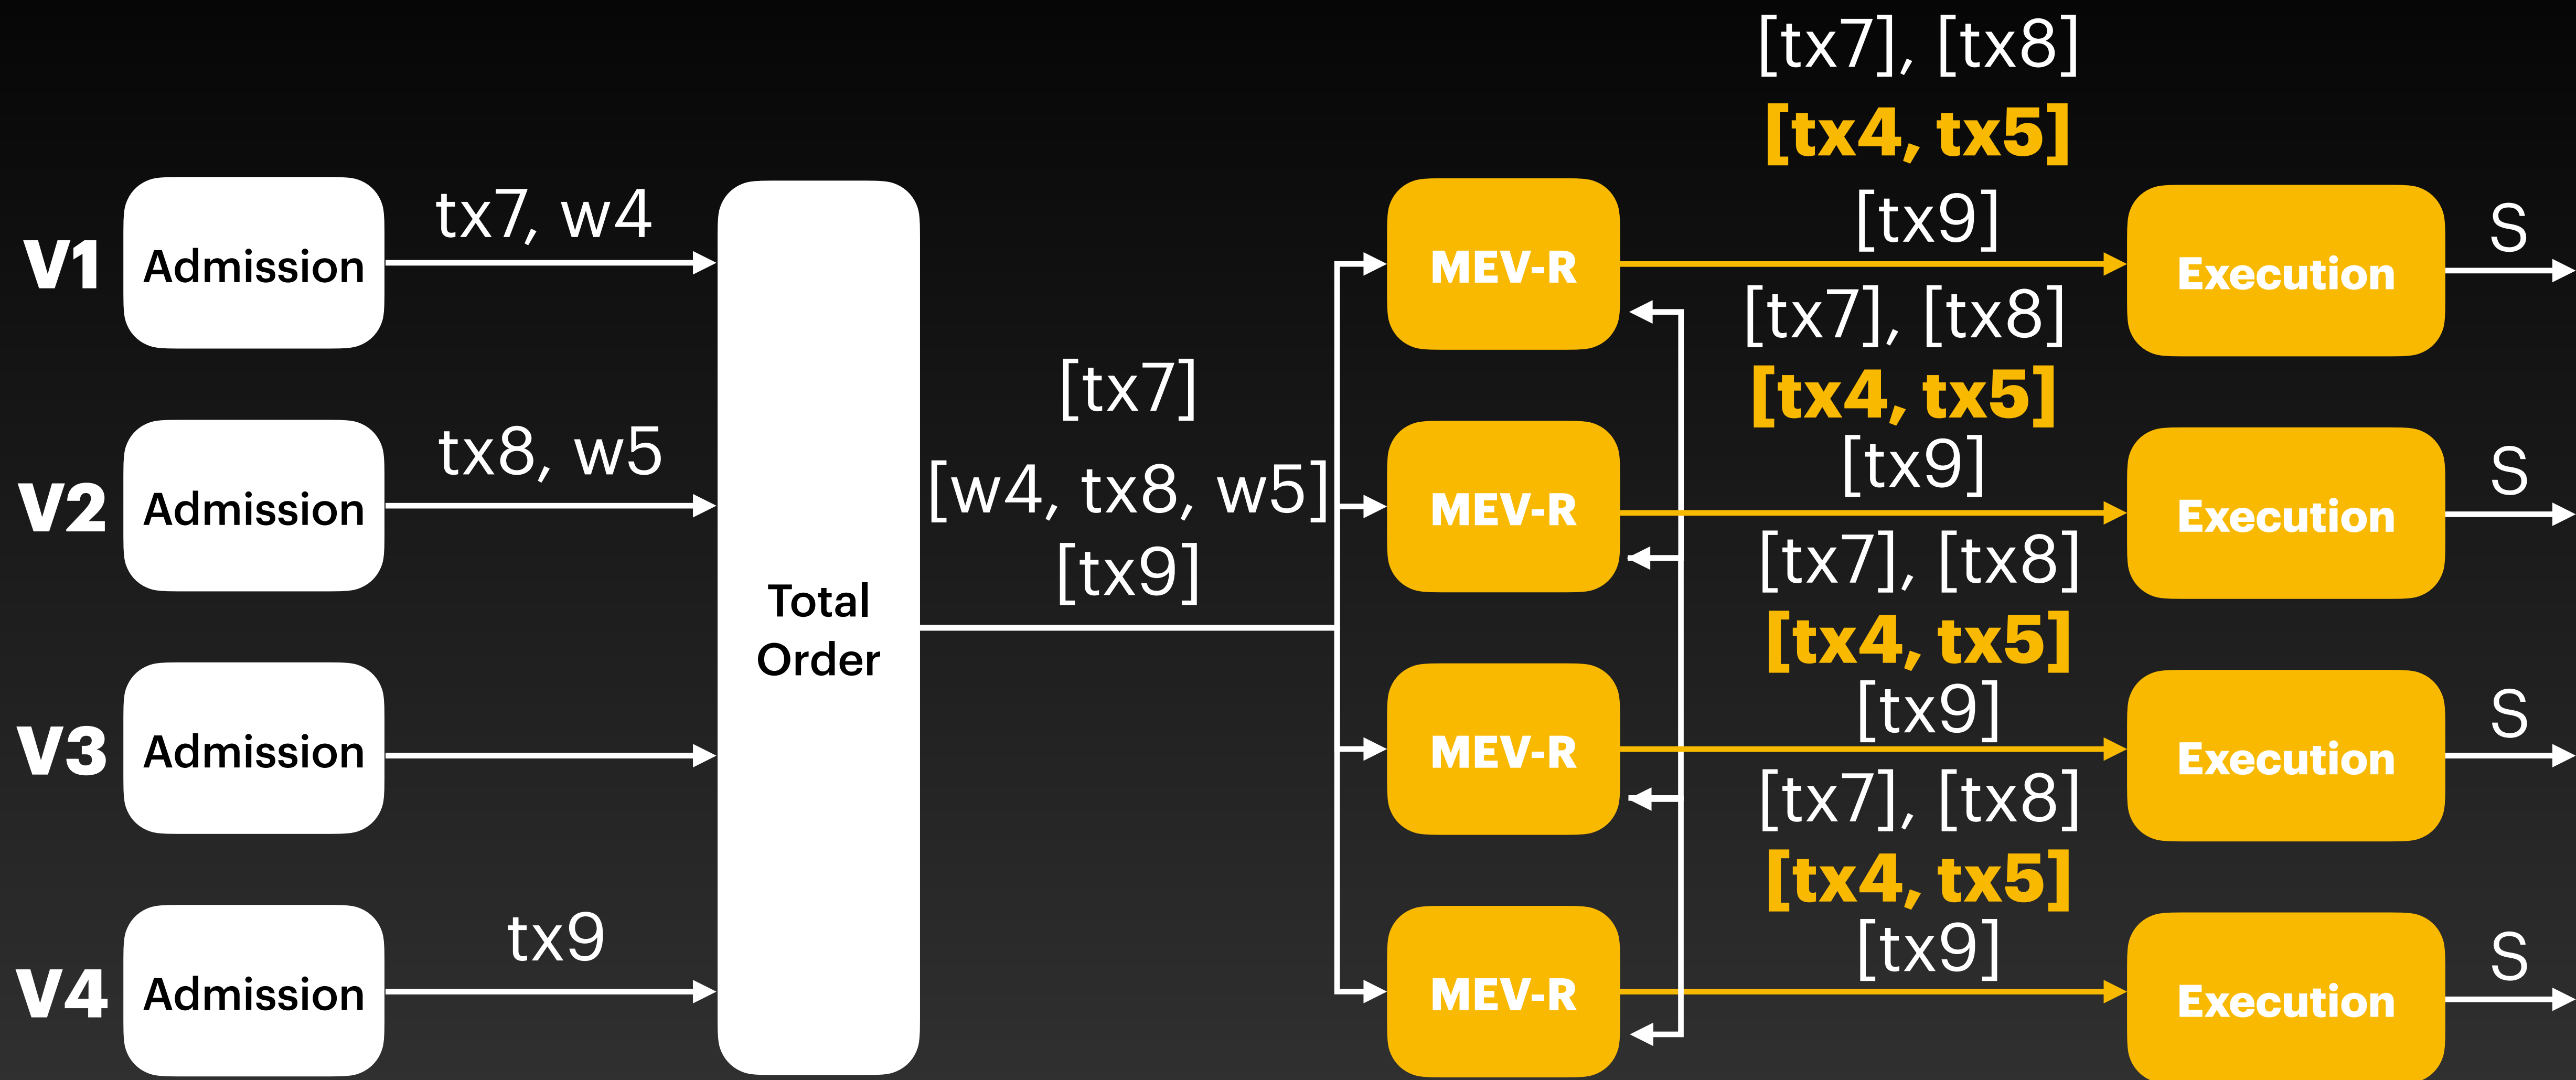 [tx7], [tx8]
[tx4, tx5]
[tx9]
V1
Admission
tx7, w4
MEV-R
Execution
S
[tx7], [tx8]
[tx4, tx5]
[tx9]
V2
Admission
tx8, w5
[tx7]
[w4, tx8, w5]
[tx9]
MEV-R
Execution
S
Total
Order
[tx7], [tx8]
[tx4, tx5]
[tx9]
V3
Admission
MEV-R
Execution
S
[tx7], [tx8]
[tx4, tx5]
[tx9]
V4
Admission
tx9
MEV-R
Execution
S